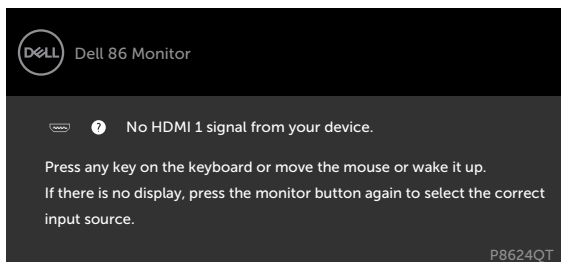 DELL
Dell 86 Monitor
? No HDMI 1 signal from your device.
Press any key on the keyboard or move the mouse or wake it up.
If there is no display, press the monitor button again to select the correct
input source.
P8624QT